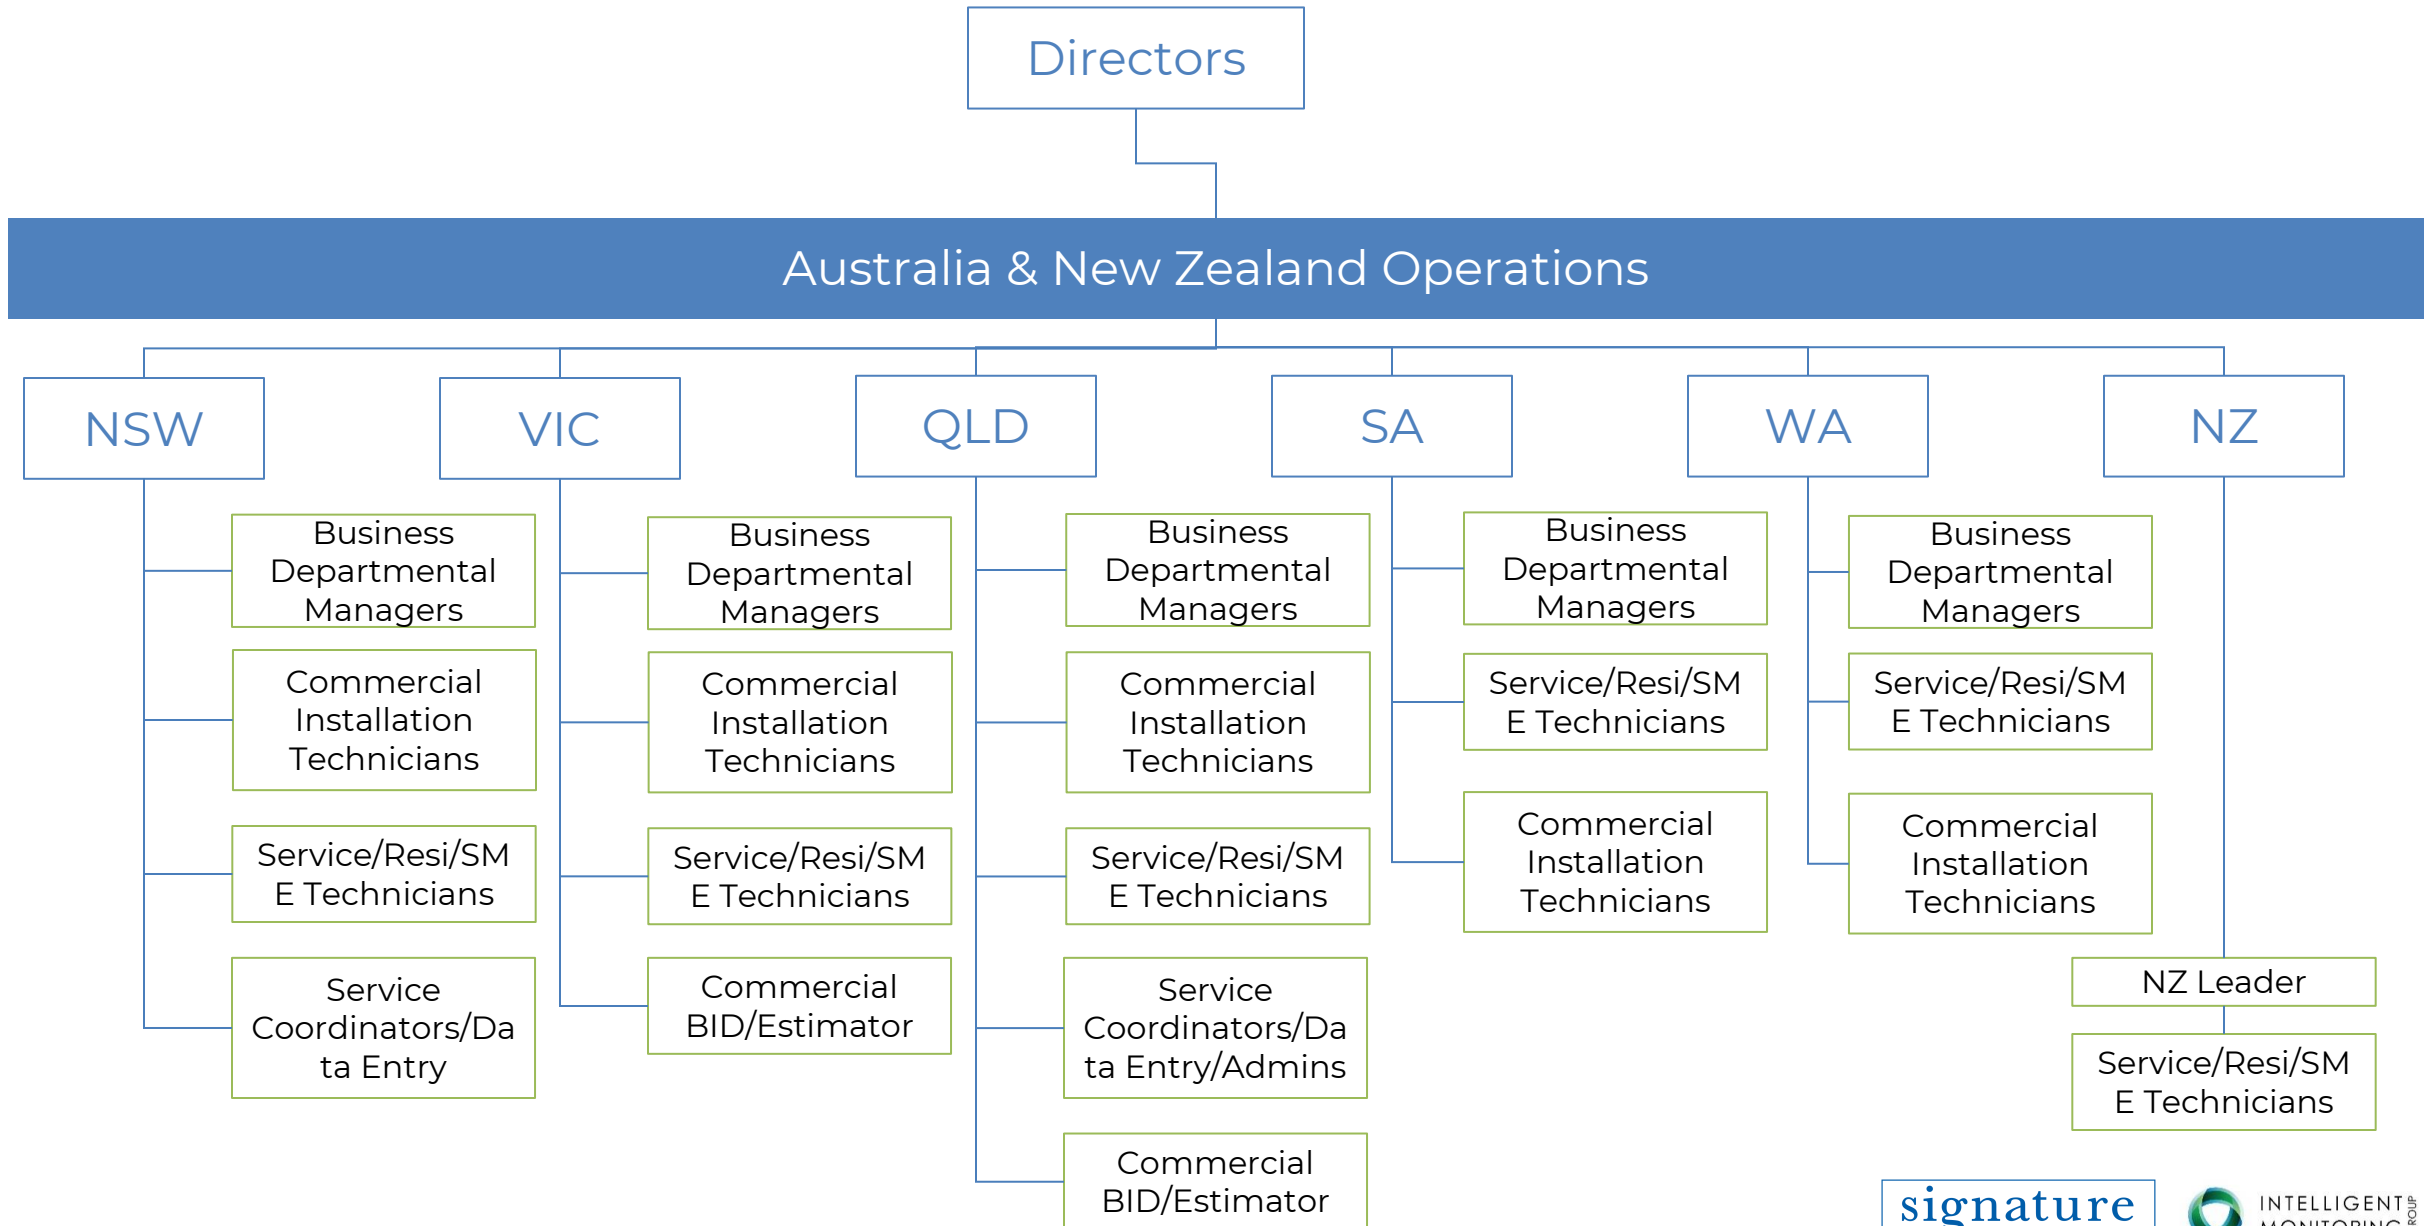 Directors
Australia & New Zealand Operations
NSW
VIC
QLD
SA
WA
NZ
Business
Departmental
Managers
Commercial
Installation
Technicians
Service/Resi/SM
E Technicians
Service
Coordinators/Da
ta Entry
Business
Departmental
Managers
Commercial
Installation
Technicians
Service/Resi/SM
E Technicians
Commercial
BID/Estimator
Business
Departmental
Managers
Commercial
Installation
Technicians
Service/Resi/SM
E Technicians
Service
Coordinators/Da
ta Entry/Admins
Commercial
BID/Estimator
Business
Departmental
Managers
Service/Resi/SM
E Technicians
Commercial
Installation
Technicians
Business
Departmental
Managers
Service/Resi/SM
E Technicians
Commercial
Installation
Technicians
NZ Leader
Service/Resi/SM
E Technicians
signature
INTELLIGENT
MONITORING
GROUP